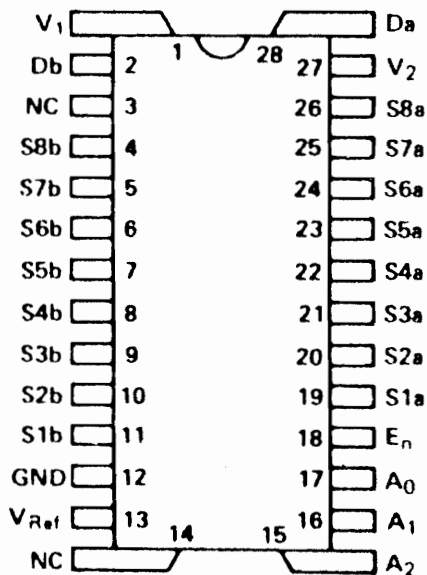 V₁ 1 28 Da
Db 2 27 V₂
NC 3 26 S8a
S8b 4 25 S7a
S7b 5 24 S6a
S6b 6 23 S5a
S5b 7 22 S4a
S4b 8 21 S3a
S3b 9 20 S2a
S2b 10 19 S1a
S1b 11 18 Eₙ
GND 12 17 A₀
V_Ref 13 16 A₁
NC 14 15 A₂